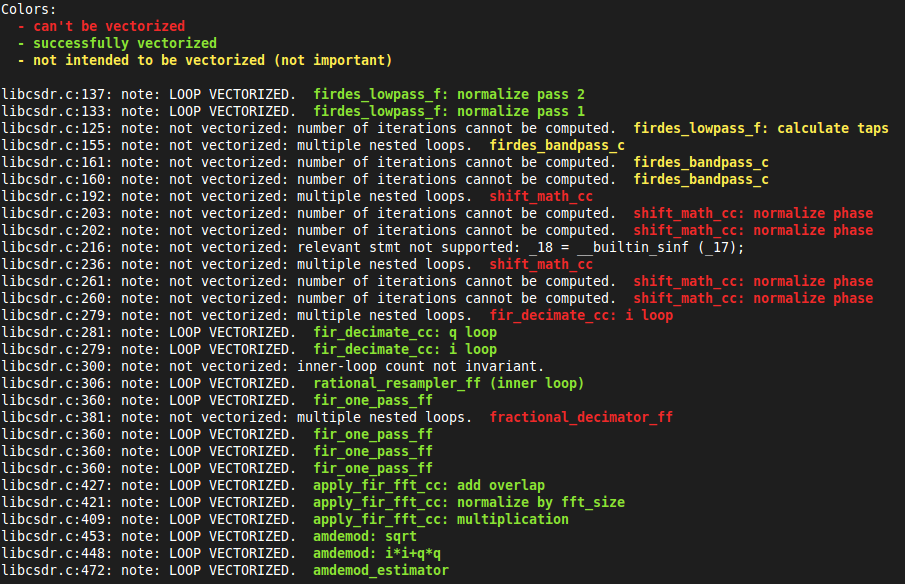 Colors:
- can't be vectorized
- successfully vectorized
- not intended to be vectorized (not important)
libcsdr.c:137: note: LOOP VECTORIZED. firdes_lowpass_f: normalize pass 2
libcsdr.c:133: note: LOOP VECTORIZED. firdes_lowpass_f: normalize pass 1
libcsdr.c:125: note: not vectorized: number of iterations cannot be computed. firdes_lowpass_f: calculate taps
libcsdr.c:155: note: not vectorized: multiple nested loops. firdes_bandpass_c
libcsdr.c:161: note: not vectorized: number of iterations cannot be computed. firdes_bandpass_c
libcsdr.c:160: note: not vectorized: number of iterations cannot be computed. firdes_bandpass_c
libcsdr.c:192: note: not vectorized: multiple nested loops. shift_math_cc
libcsdr.c:203: note: not vectorized: number of iterations cannot be computed. shift_math_cc: normalize phase
libcsdr.c:202: note: not vectorized: number of iterations cannot be computed. shift_math_cc: normalize phase
libcsdr.c:216: note: not vectorized: relevant stmt not supported: _18 = __builtin_sinf (_17);
libcsdr.c:236: note: not vectorized: multiple nested loops. shift_math_cc
libcsdr.c:261: note: not vectorized: number of iterations cannot be computed. shift_math_cc: normalize phase
libcsdr.c:260: note: not vectorized: number of iterations cannot be computed. shift_math_cc: normalize phase
libcsdr.c:279: note: not vectorized: multiple nested loops. fir_decimate_cc: i loop
libcsdr.c:281: note: LOOP VECTORIZED. fir_decimate_cc: q loop
libcsdr.c:279: note: LOOP VECTORIZED. fir_decimate_cc: i loop
libcsdr.c:300: note: not vectorized: inner-loop count not invariant.
libcsdr.c:306: note: LOOP VECTORIZED. rational_resampler_ff (inner loop)
libcsdr.c:360: note: LOOP VECTORIZED. fir_one_pass_ff
libcsdr.c:381: note: not vectorized: multiple nested loops. fractional_decimator_ff
libcsdr.c:360: note: LOOP VECTORIZED. fir_one_pass_ff
libcsdr.c:360: note: LOOP VECTORIZED. fir_one_pass_ff
libcsdr.c:360: note: LOOP VECTORIZED. fir_one_pass_ff
libcsdr.c:427: note: LOOP VECTORIZED. apply_fir_fft_cc: add overlap
libcsdr.c:421: note: LOOP VECTORIZED. apply_fir_fft_cc: normalize by fft_size
libcsdr.c:409: note: LOOP VECTORIZED. apply_fir_fft_cc: multiplication
libcsdr.c:453: note: LOOP VECTORIZED. amdemod: sqrt
libcsdr.c:448: note: LOOP VECTORIZED. amdemod: i*i+q*q
libcsdr.c:472: note: LOOP VECTORIZED. amdemod_estimator